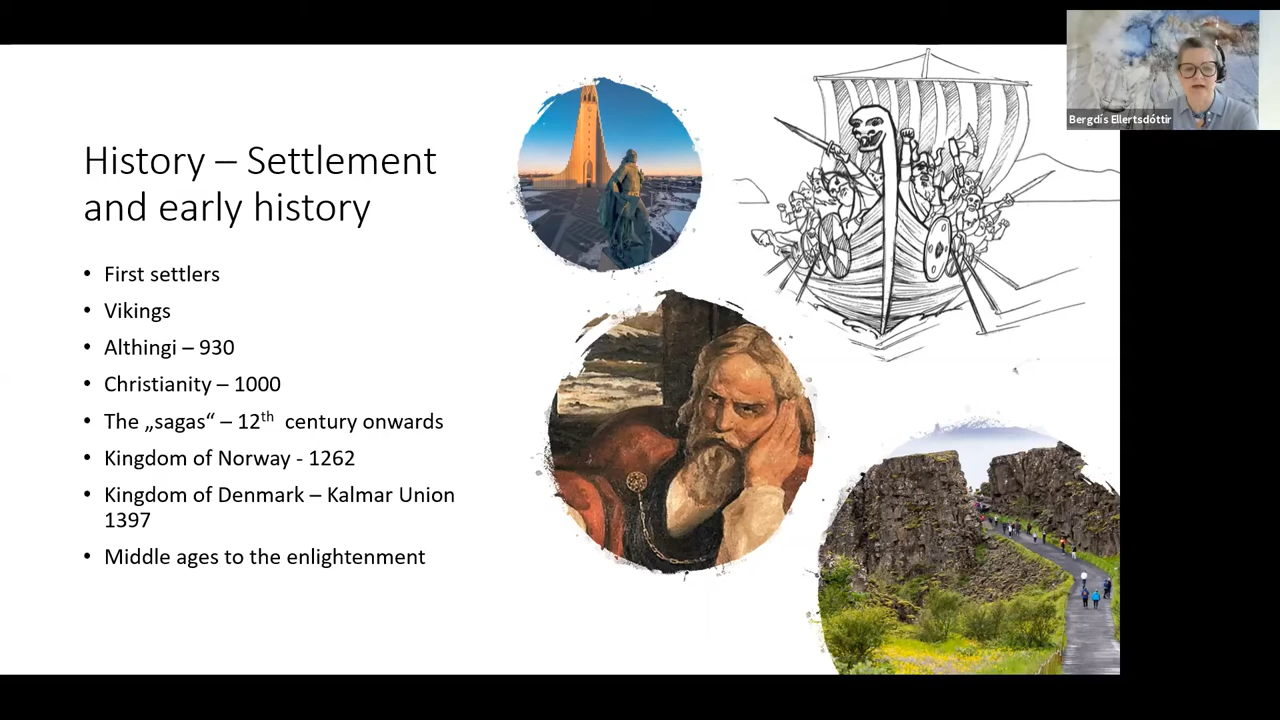 Bergdís Ellertsdóttir
History – Settlement
and early history
• First settlers
• Vikings
• Althingi – 930
• Christianity – 1000
• The „sagas“ – 12th century onwards
• Kingdom of Norway - 1262
• Kingdom of Denmark – Kalmar Union
1397
• Middle ages to the enlightenment